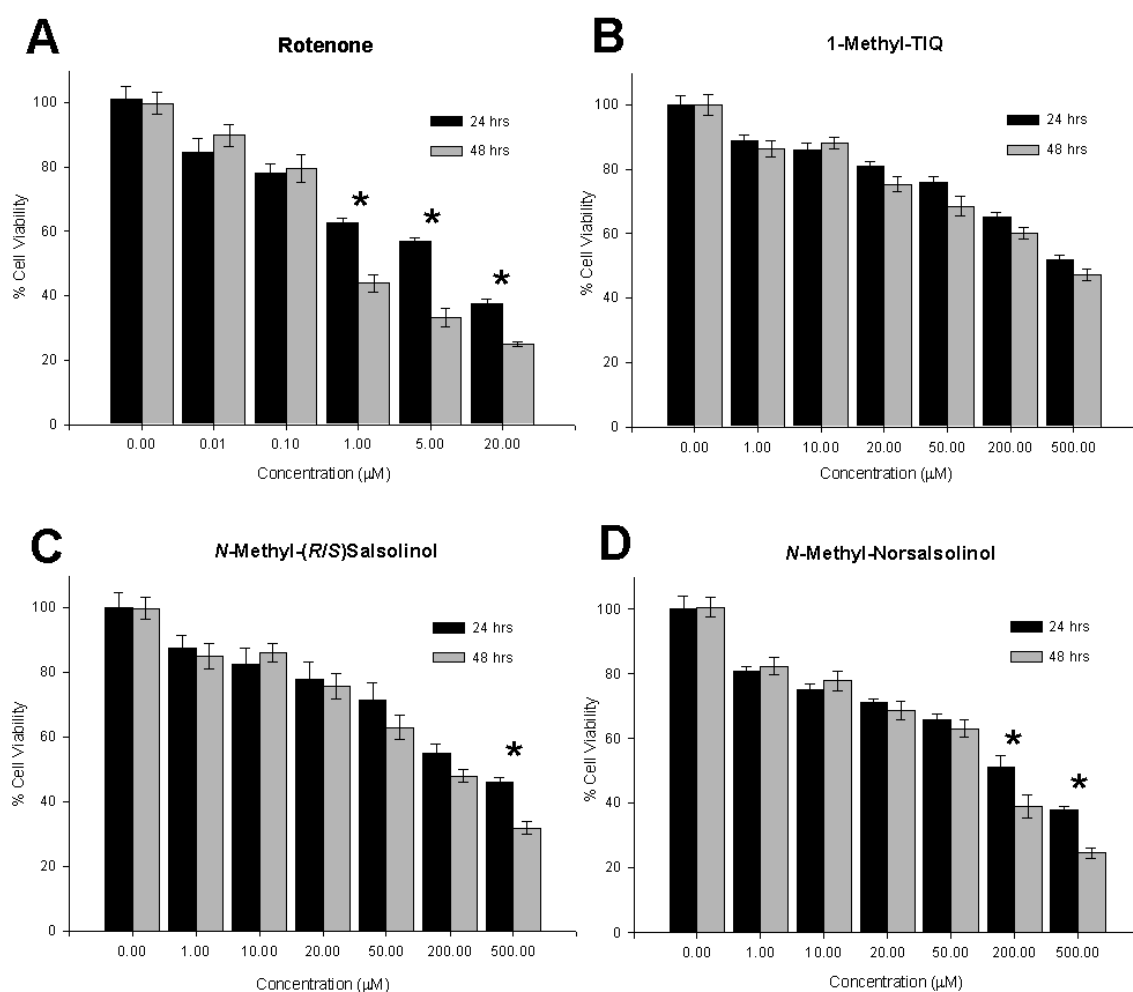 A
Rotenone
100
80
60
40
20
0
% Cell Viability
24 hrs
48 hrs
*
*
*
0.00 0.01 0.10 1.00 5.00 20.00
Concentration (µM)
B
1-Methyl-TIQ
100
80
60
40
20
0
% Cell Viability
24 hrs
48 hrs
0.00 1.00 10.00 20.00 50.00 200.00 500.00
Concentration (µM)
C
N-Methyl-(R/S)Salsolinol
100
80
60
40
20
0
% Cell Viability
24 hrs
48 hrs
*
0.00 1.00 10.00 20.00 50.00 200.00 500.00
Concentration (µM)
D
N-Methyl-Norsalsolinol
100
80
60
40
20
0
% Cell Viability
24 hrs
48 hrs
*
*
0.00 1.00 10.00 20.00 50.00 200.00 500.00
Concentration (µM)